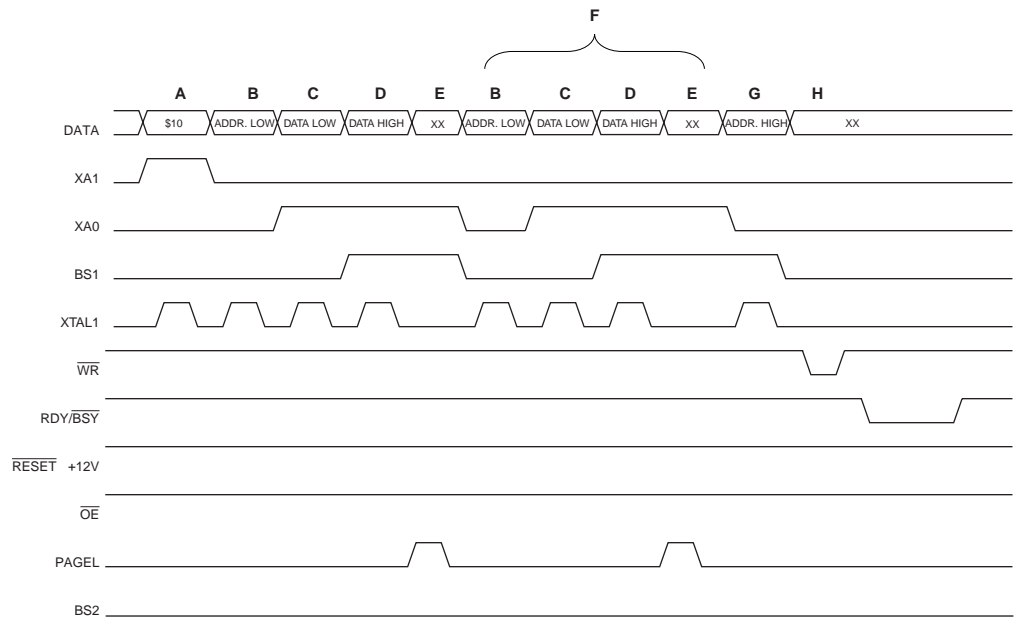 F
A B C D E B C D E G H
DATA $10 ADDR. LOW DATA LOW DATA HIGH XX ADDR. LOW DATA LOW DATA HIGH XX ADDR. HIGH XX
XA1
XA0
BS1
XTAL1
WR
RDY/BSY
RESET +12V
OE
PAGEL
BS2